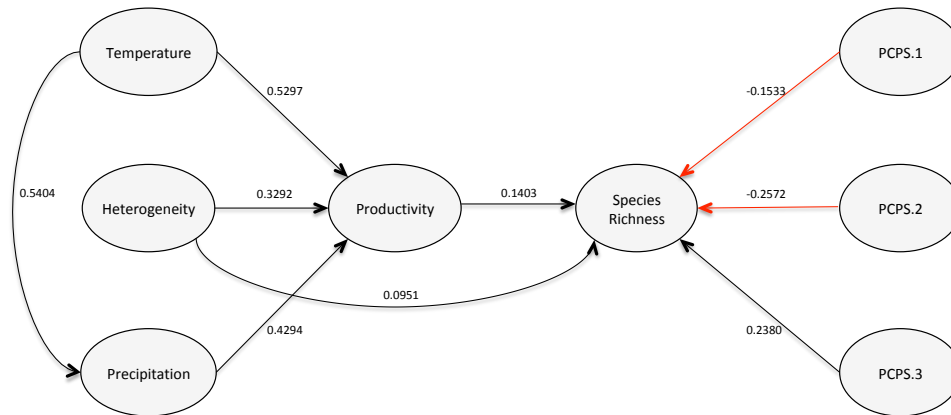 Temperature
PCPS.1
0.5297
-0.1533
0.5404
Heterogeneity
0.3292
Productivity
0.1403
Species
Richness
-0.2572
PCPS.2
0.0951
0.4294
0.2380
Precipitation
PCPS.3